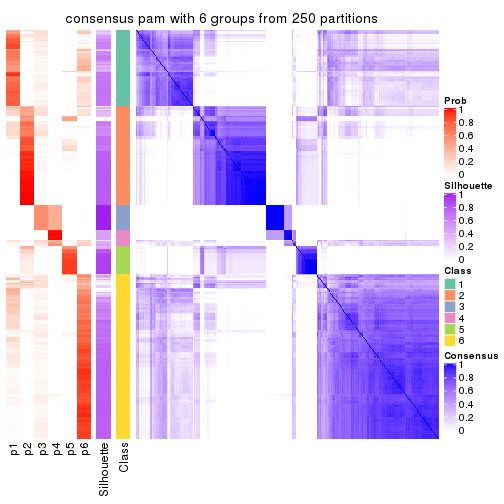 consensus pam with 6 groups from 250 partitions
Prob
1
0.8
0.6
0.4
0.2
0
Silhouette
1
0.8
0.6
0.4
0.2
0
Class
1
2
3
4
5
6
Consensus
1
0.8
0.6
0.4
0.2
0
p1
p2
p3
p4
p5
p6
Silhouette
Class